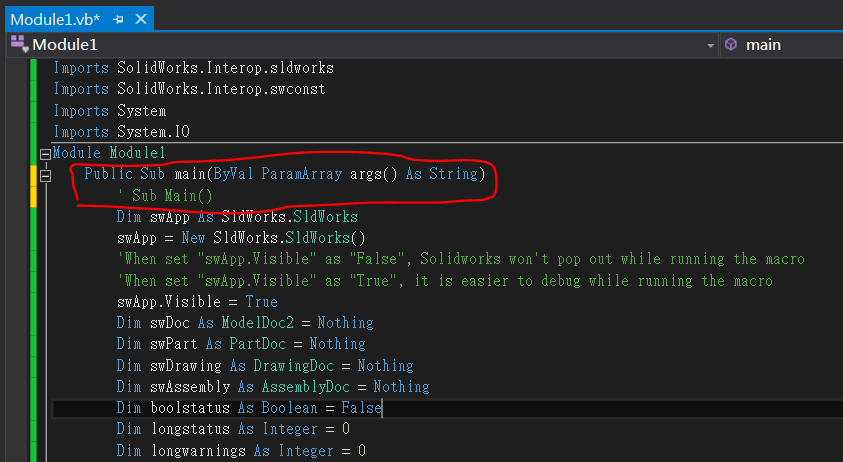 Module1.vb*
Module1
main
Imports SolidWorks.Interop.sldworks
Imports SolidWorks.Interop.swconst
Imports System
Imports System.IO
Module Module1
Public Sub main(ByVal ParamArray args() As String)
' Sub Main()
Dim swApp As SldWorks.SldWorks
swApp = New SldWorks.SldWorks()
'When set "swApp.Visible" as "False", Solidworks won't pop out while running the macro
'When set "swApp.Visible" as "True", it is easier to debug while running the macro
swApp.Visible = True
Dim swDoc As ModelDoc2 = Nothing
Dim swPart As PartDoc = Nothing
Dim swDrawing As DrawingDoc = Nothing
Dim swAssembly As AssemblyDoc = Nothing
Dim boolstatus As Boolean = False
Dim longstatus As Integer = 0
Dim longwarnings As Integer = 0